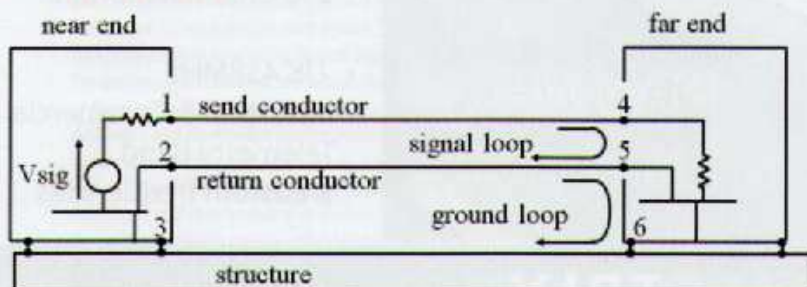 near end
far end
1
send conductor
4
signal loop
2
5
Vsig
return conductor
ground loop
3
6
structure